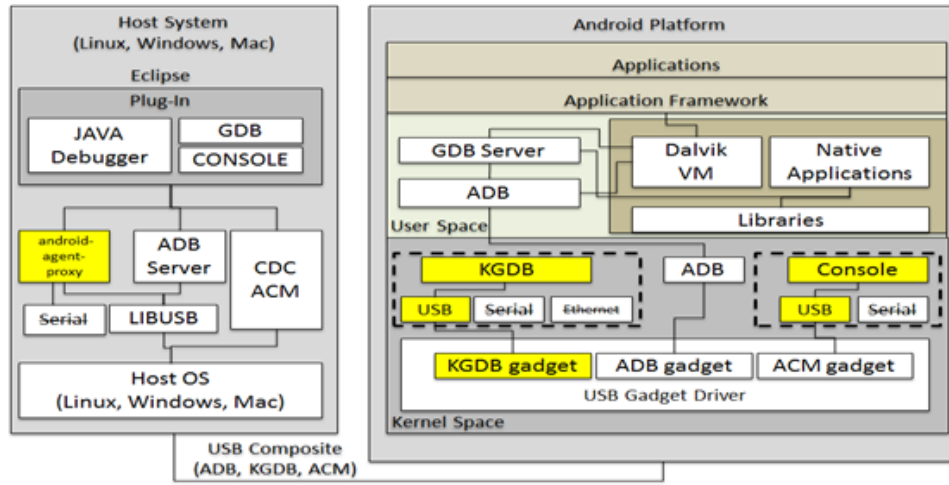 Host System
(Linux, Windows, Mac)
Eclipse
Plug-In
JAVA
Debugger
GDB
CONSOLE
android-
agent-
proxy
ADB
Server
CDC
ACM
Serial
LIBUSB
Host OS
(Linux, Windows, Mac)
USB Composite
(ADB, KGDB, ACM)
Android Platform
Applications
Application Framework
GDB Server
ADB
User Space
Dalvik
VM
Native
Applications
Libraries
KGDB
USB
Serial
Ethernet
ADB
Console
USB
Serial
KGDB gadget
ADB gadget
ACM gadget
USB Gadget Driver
Kernel Space